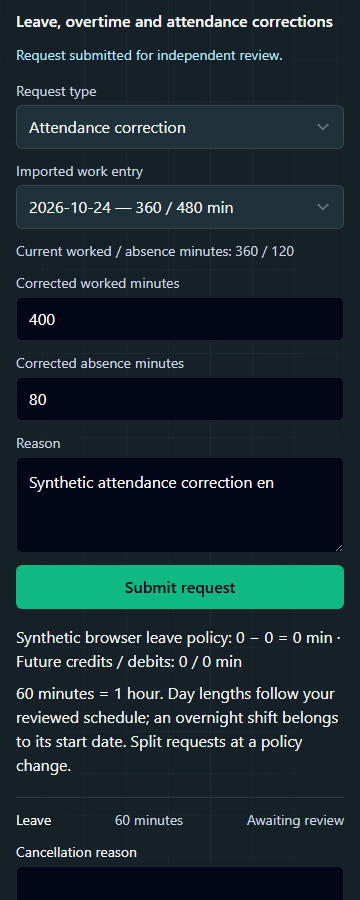 Leave, overtime and attendance corrections
Request submitted for independent review.
Request type
Attendance correction
Imported work entry
2026-10-24 — 360 / 480 min
Current worked / absence minutes: 360 / 120
Corrected worked minutes
400
Corrected absence minutes
80
Reason
Synthetic attendance correction en
Submit request
Synthetic browser leave policy: 0 − 0 = 0 min ·
Future credits / debits: 0 / 0 min
60 minutes = 1 hour. Day lengths follow your
reviewed schedule; an overnight shift belongs
to its start date. Split requests at a policy
change.
Leave 60 minutes Awaiting review
Cancellation reason